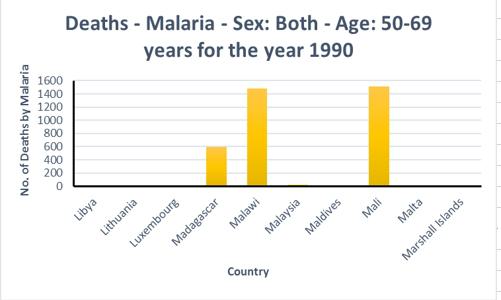 Deaths - Malaria - Sex: Both - Age: 50-69
years for the year 1990
No. of Deaths by Malaria
1600
1400
1200
1000
800
600
400
200
0
Libya
Lithuania
Luxembourg
Madagascar
Malawi
Malaysia
Maldives
Mali
Malta
Marshall Islands
Country